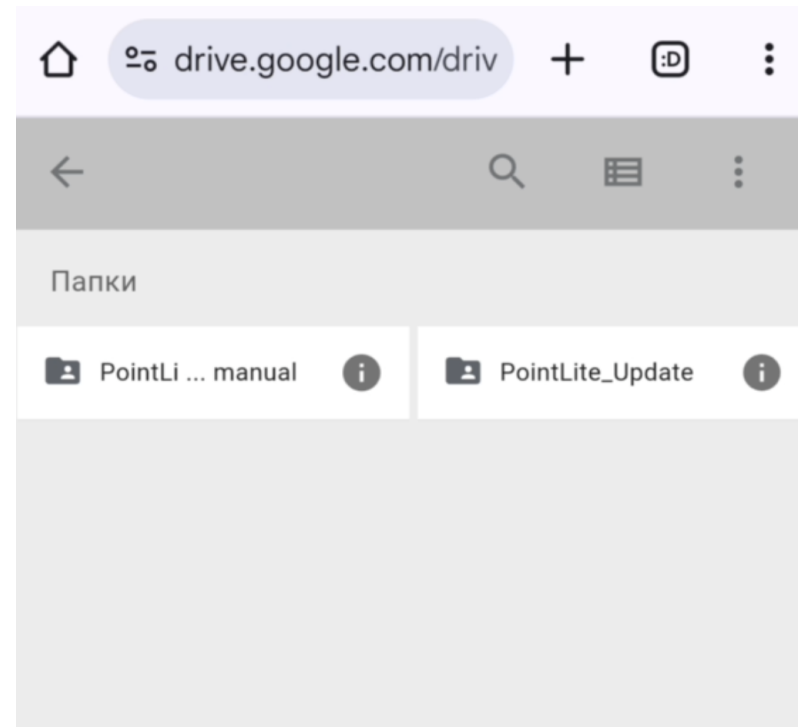 drive.google.com/driv
:D
Папки
PointLi ... manual
PointLite_Update